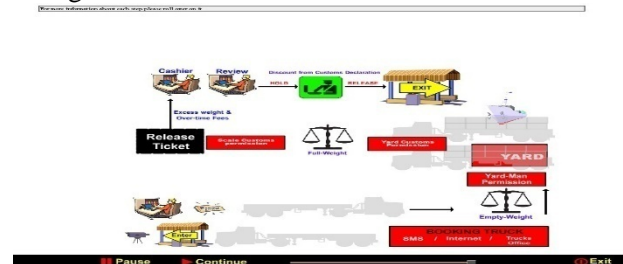 For more information about each step please roll over on it
Cashier
Review
Discount from Customs Declaration
HOLD
RELEASE
EXIT
Excess weight &
Over-time Fees
Release
Ticket
Scale Customs
permission
Full-Weight
Yard Customs
Permission
YARD
Yard-Man
Permission
Empty-Weight
Enter
BOOKING TRUCK
SMS / Internet / Trucks
Office
Pause
Continue
Exit